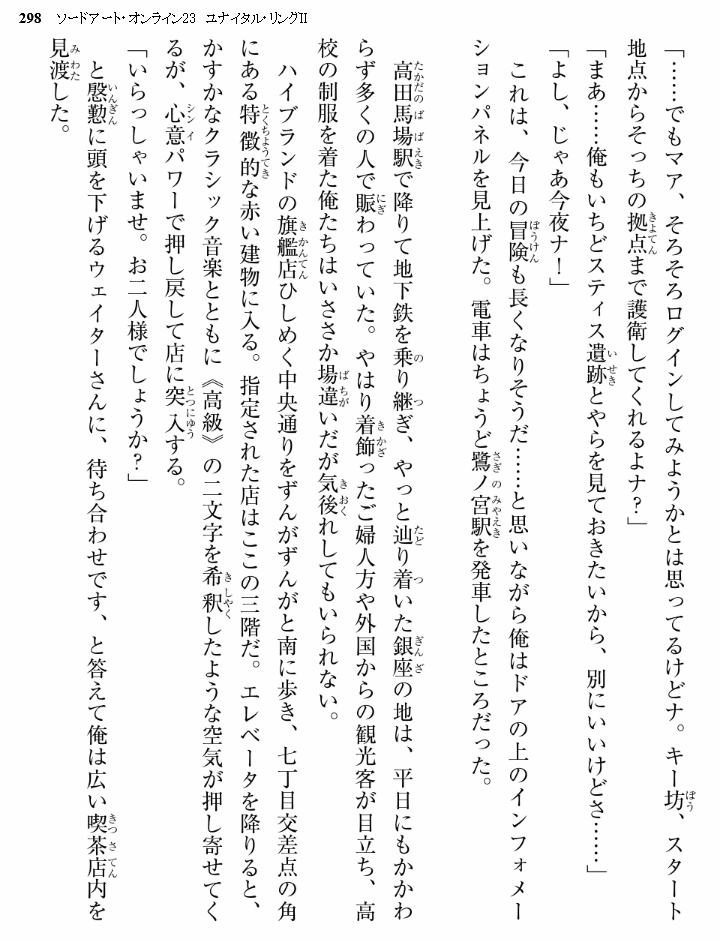 298　ソードアート・オンライン23　ユナイタル・リングⅡ
「……でもマア、そろそろログインしてみようかとは思ってるけどナ。キー坊、スタート
地点からそっちの拠点まで護衛してくれるよナ？」
「まあ……俺もいちどスティス遺跡とやらを見ておきたいから、別にいいけどさ……」
「よし、じゃあ今夜ナ！」
これは、今日の冒険も長くなりそうだ……と思いながら俺はドアの上のインフォメー
ションパネルを見上げた。電車はちょうど鷺ノ宮駅を発車したところだった。
高田馬場駅で降りて地下鉄を乗り継ぎ、やっと辿り着いた銀座の地は、平日にもかかわ
らず多くの人で賑わっていた。やはり着飾ったご婦人方や外国からの観光客が目立ち、高
校の制服を着た俺たちはいささか場違いだが気後れしてもいられない。
ハイブランドの旗艦店ひしめく中央通りをずんがずんがと南に歩き、七丁目交差点の角
にある特徴的な赤い建物に入る。指定された店はここの三階だ。エレベータを降りると、
かすかなクラシック音楽とともに《高級》の二文字を希釈したような空気が押し寄せてく
るが、心意パワーで押し戻して店に突入する。
「いらっしゃいませ。お二人様でしょうか？」
と慇懃に頭を下げるウェイターさんに、待ち合わせです、と答えて俺は広い喫茶店内を
見渡した。